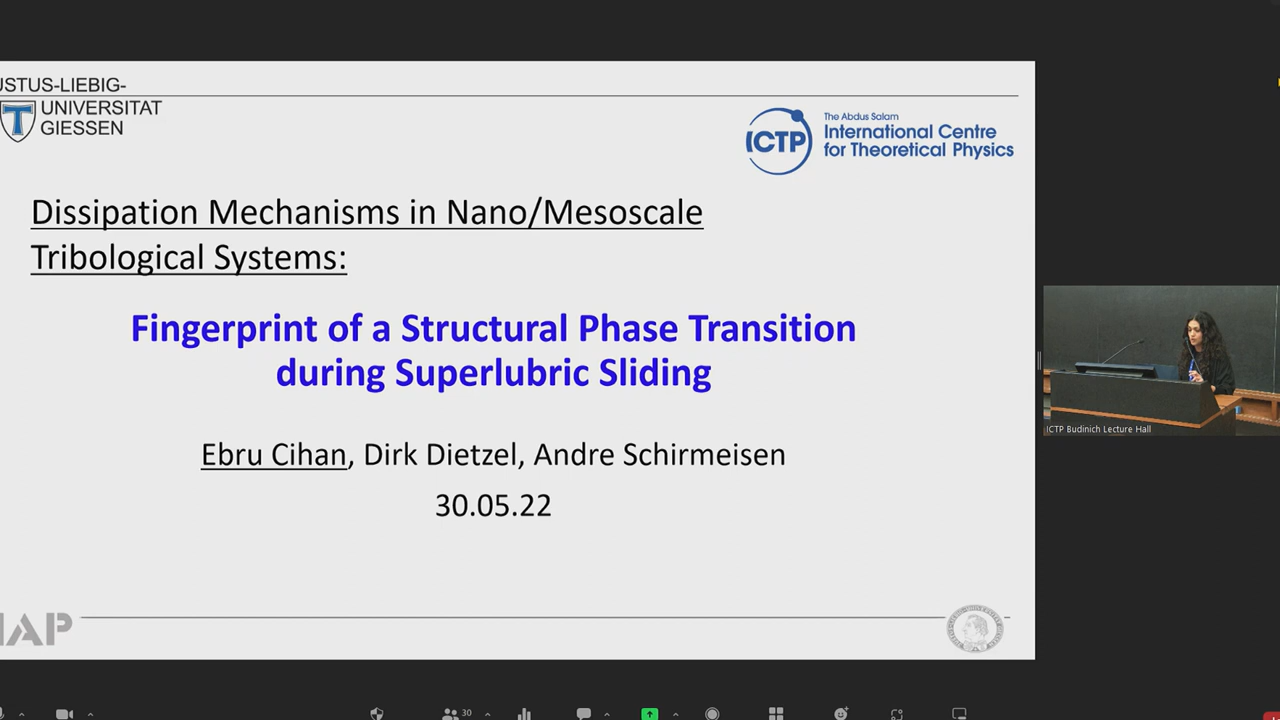 USTUS-LIEBIG-
UNIVERSITAT
GIESSEN
The Abdus Salam
ICTP
International Centre
for Theoretical Physics
Dissipation Mechanisms in Nano/Mesoscale
Tribological Systems:
Fingerprint of a Structural Phase Transition
during Superlubric Sliding
Ebru Cihan, Dirk Dietzel, Andre Schirmeisen
30.05.22
IAP
ICTP Budinich Lecture Hall
30